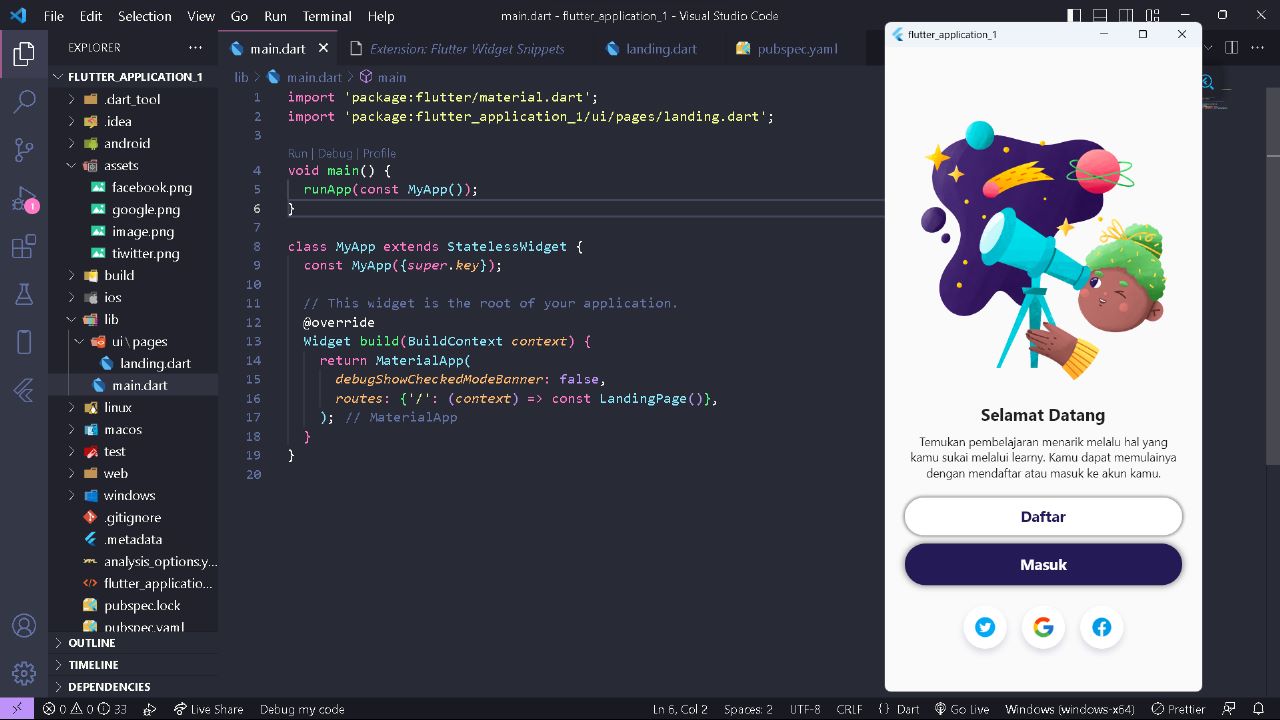 File Edit Selection View Go Run Terminal Help
main.dart - flutter_application_1 - Visual Studio Code
EXPLORER
FLUTTER_APPLICATION_1
.dart_tool
.idea
android
assets
facebook.png
google.png
image.png
tiwitter.png
build
ios
lib
ui\pages
landing.dart
main.dart
linux
macos
test
web
windows
.gitignore
.metadata
analysis_options.y...
flutter_applicatio...
pubspec.lock
pubspec.yaml
OUTLINE
TIMELINE
DEPENDENCIES
1
main.dart
Extension: Flutter Widget Snippets
landing.dart
pubspec.yaml
lib > main.dart > main
1 import 'package:flutter/material.dart';
2 import 'package:flutter_application_1/ui/pages/landing.dart';
3
Run | Debug | Profile
4 void main() {
5 runApp(const MyApp());
6 }
7
8 class MyApp extends StatelessWidget {
9 const MyApp({super.key});
10
11 // This widget is the root of your application.
12 @override
13 Widget build(BuildContext context) {
14 return MaterialApp(
15 debugShowCheckedModeBanner: false,
16 routes: {'/': (context) => const LandingPage()},
17 ); // MaterialApp
18 }
19 }
20
flutter_application_1
Selamat Datang
Temukan pembelajaran menarik melalu hal yang
kamu sukai melalui learny. Kamu dapat memulainya
dengan mendaftar atau masuk ke akun kamu.
Daftar
Masuk
0 0 33 Live Share Debug my code
Ln 6, Col 2 Spaces: 2 UTF-8 CRLF {} Dart Go Live Windows (windows-x64) Prettier